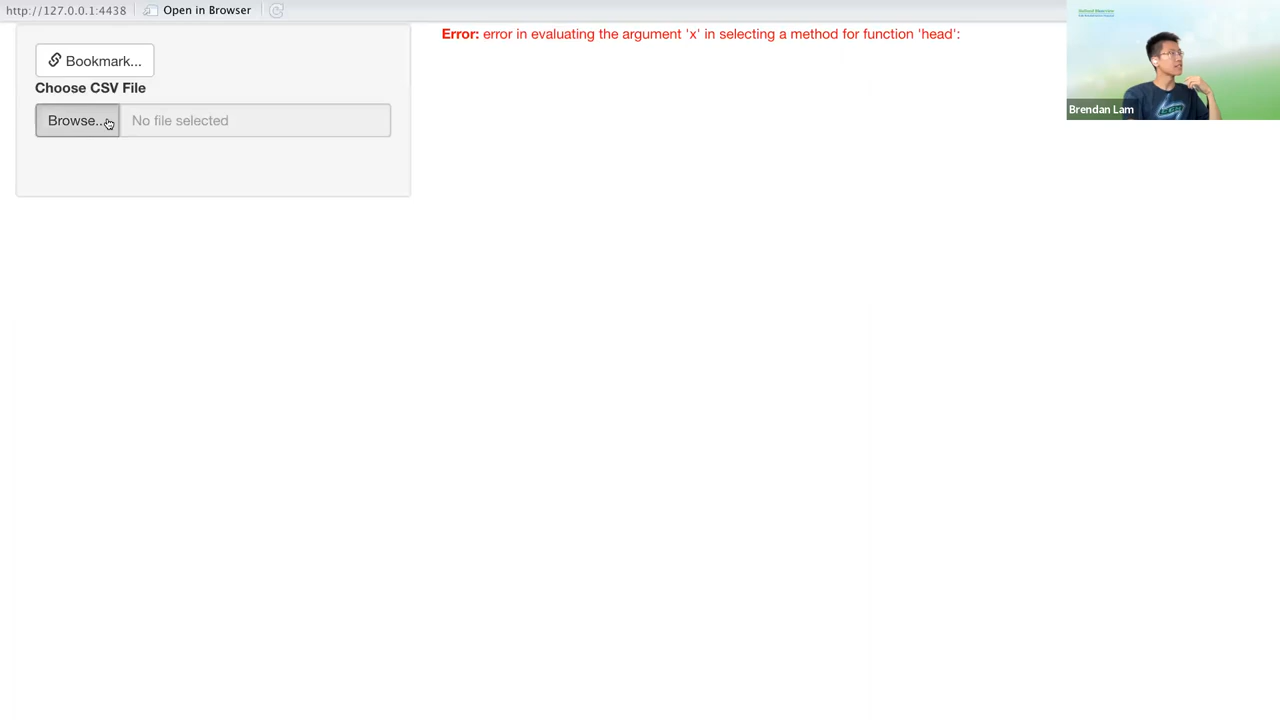 http://127.0.0.1:4438
Open in Browser
Bookmark...
Choose CSV File
Browse...
No file selected
Error: error in evaluating the argument 'x' in selecting a method for function 'head':
Brendan Lam